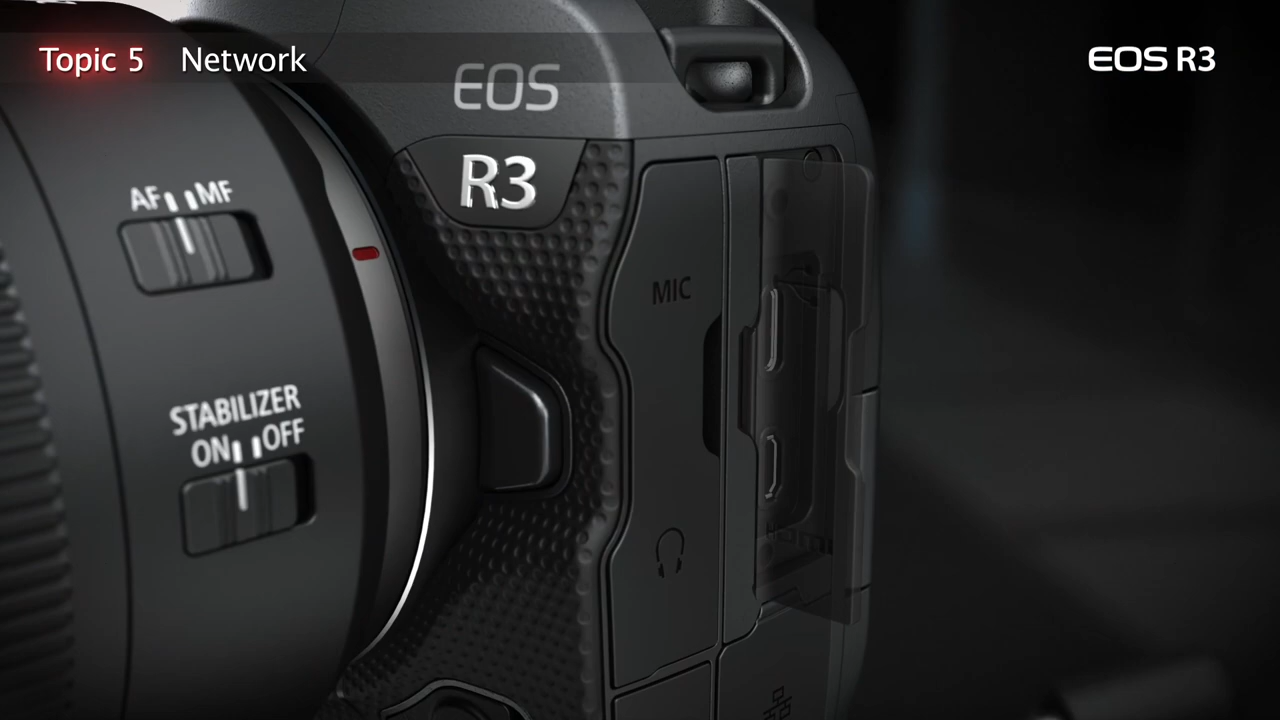 Topic 5 Network
EOS R3
EOS
R3
AF MF
MIC
STABILIZER
ON OFF